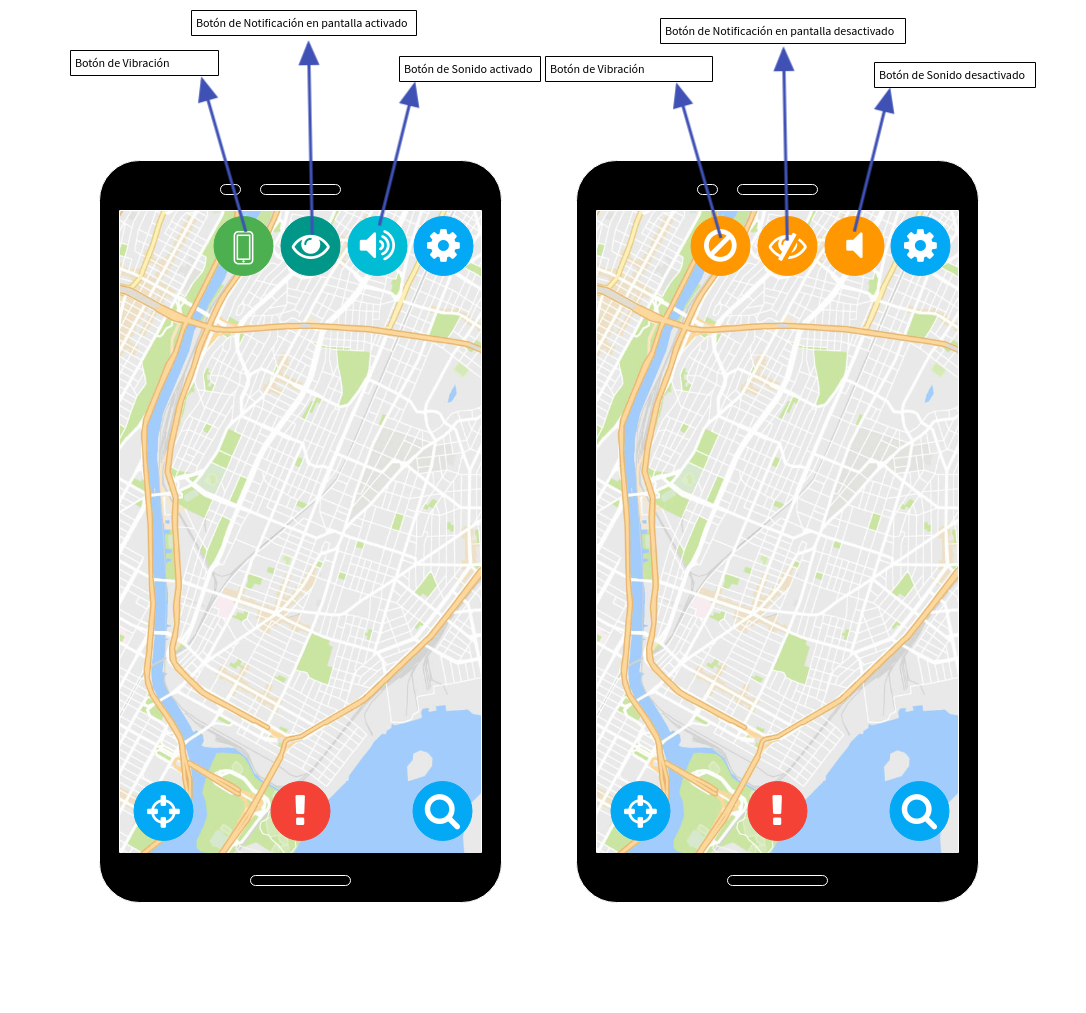 Botón de Notificación en pantalla activado
Botón de Notificación en pantalla desactivado
Botón de Vibración
Botón de Sonido activado
Botón de Vibración
Botón de Sonido desactivado